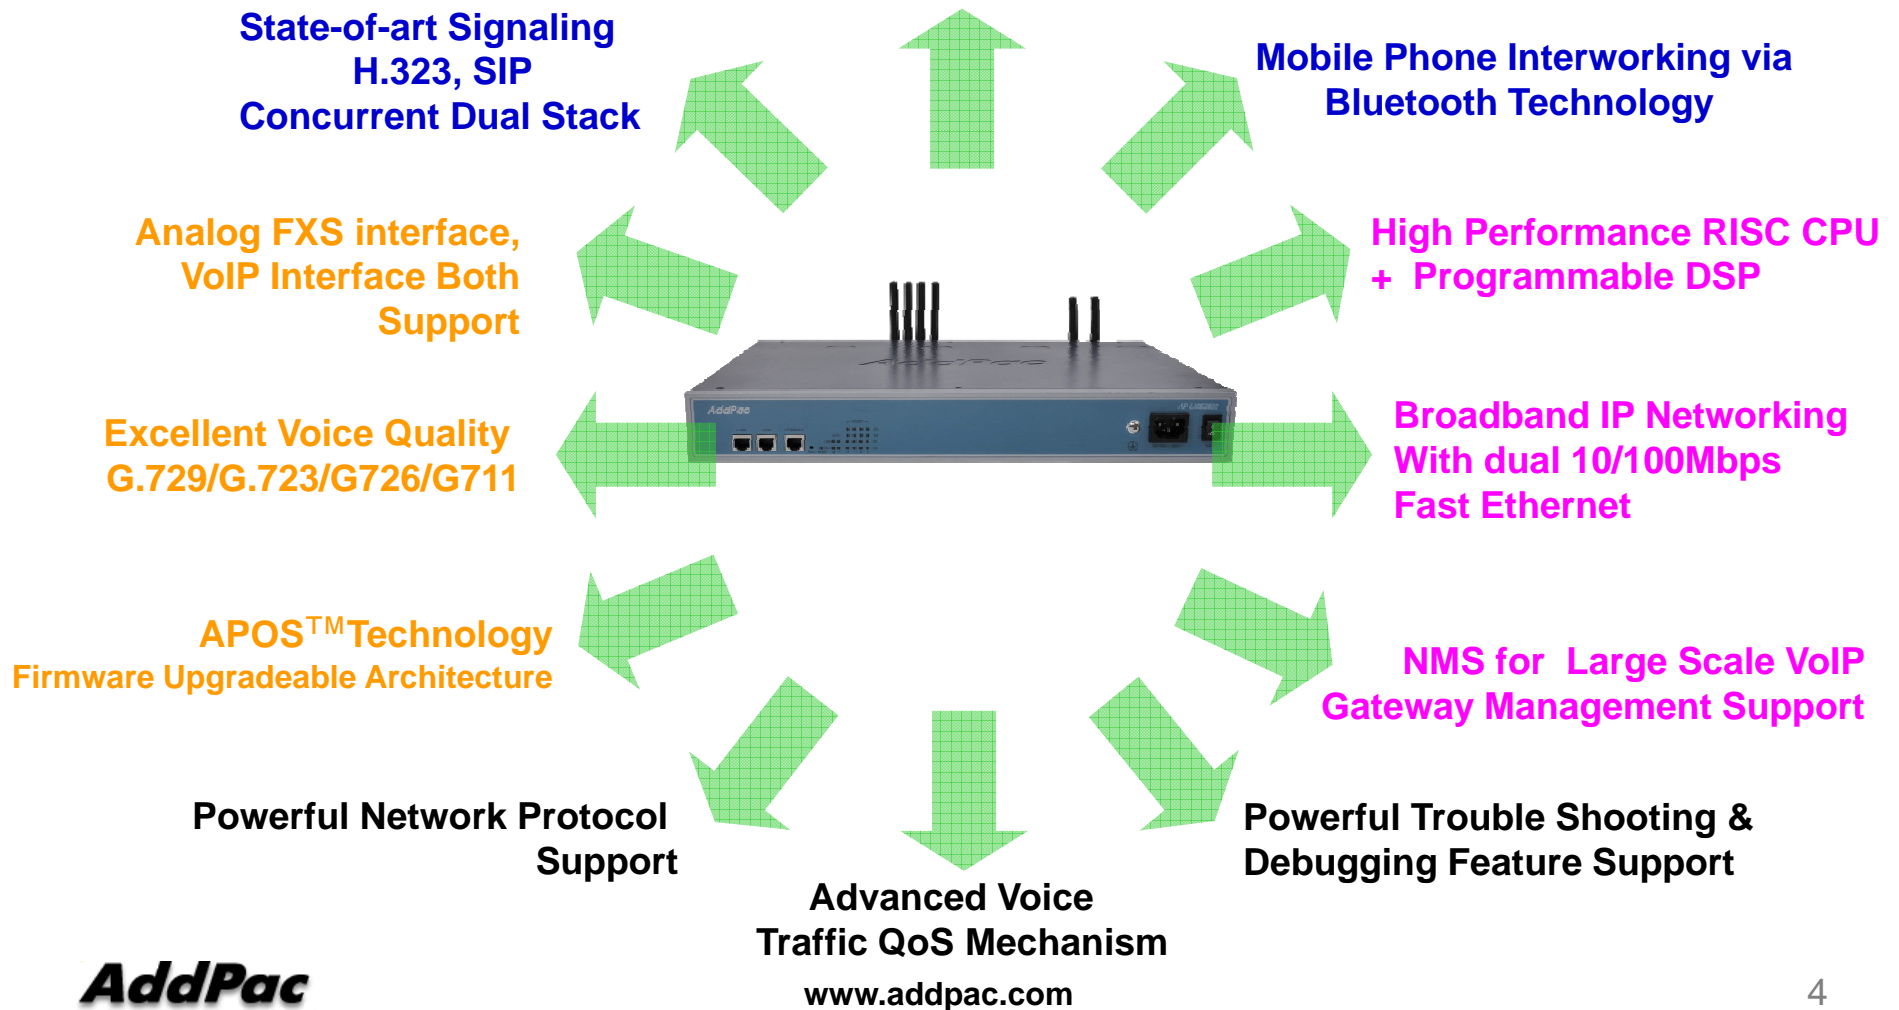 State-of-art Signaling
H.323, SIP
Concurrent Dual Stack
Mobile Phone Interworking via
Bluetooth Technology
Analog FXS interface,
VoIP Interface Both
Support
High Performance RISC CPU
+ Programmable DSP
AddPac
AddPac
Excellent Voice Quality
G.729/G.723/G726/G711
Broadband IP Networking
With dual 10/100Mbps
Fast Ethernet
APOS™Technology
Firmware Upgradeable Architecture
NMS for Large Scale VoIP
Gateway Management Support
Powerful Network Protocol
Support
Powerful Trouble Shooting &
Debugging Feature Support
Advanced Voice
Traffic QoS Mechanism
AddPac
www.addpac.com
4